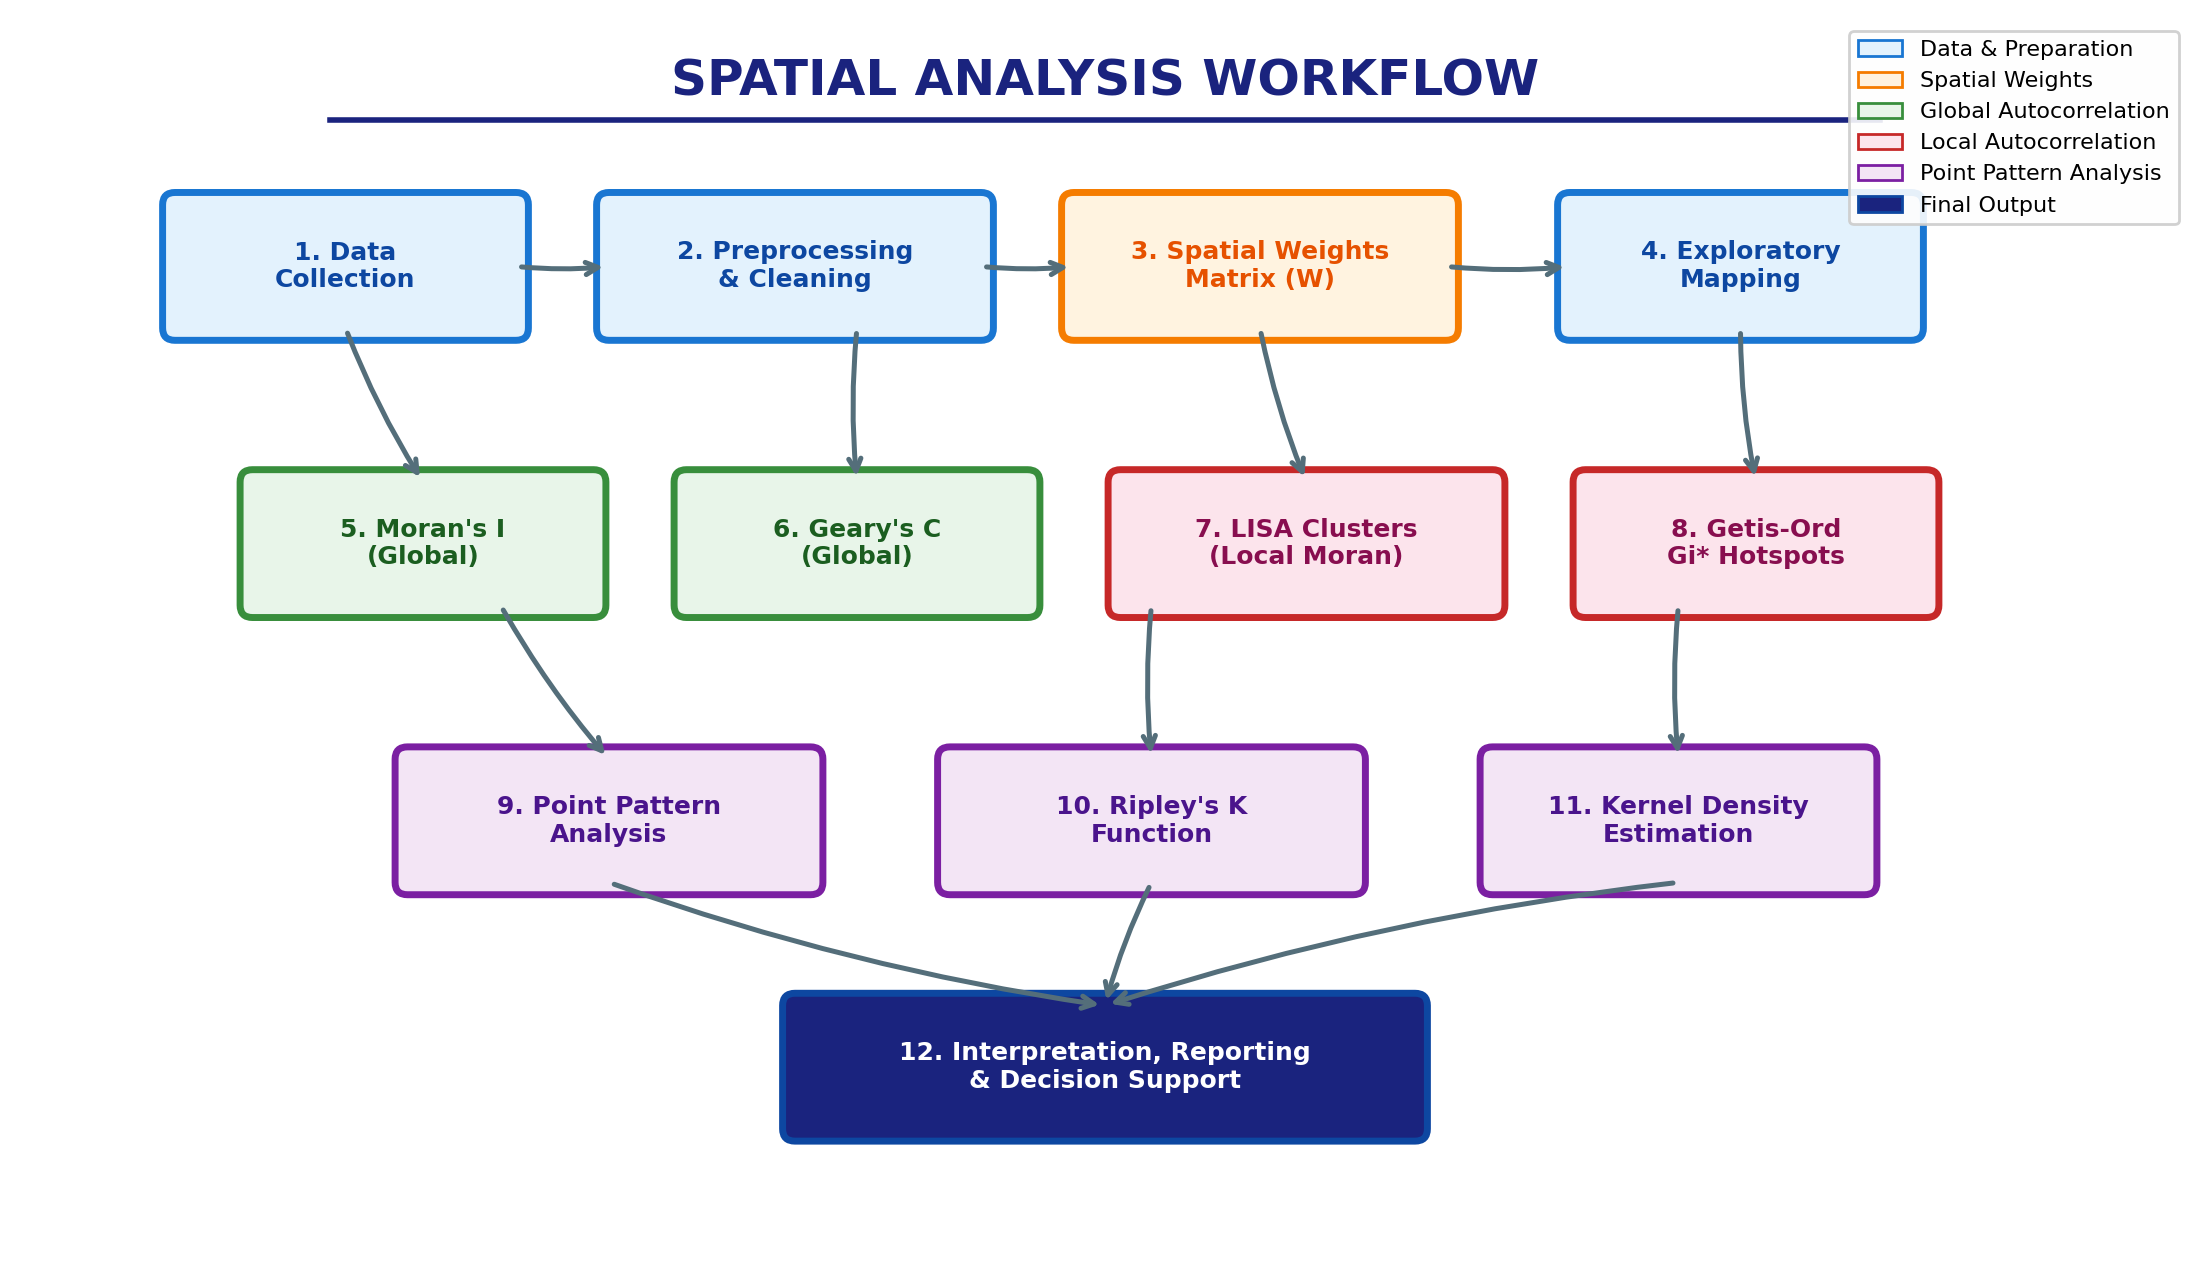 SPATIAL ANALYSIS WORKFLOW
Data & Preparation
Spatial Weights
Global Autocorrelation
Local Autocorrelation
Point Pattern Analysis
Final Output
1. Data
Collection
2. Preprocessing
& Cleaning
3. Spatial Weights
Matrix (W)
4. Exploratory
Mapping
5. Moran's I
(Global)
6. Geary's C
(Global)
7. LISA Clusters
(Local Moran)
8. Getis-Ord
Gi* Hotspots
9. Point Pattern
Analysis
10. Ripley's K
Function
11. Kernel Density
Estimation
12. Interpretation, Reporting
& Decision Support